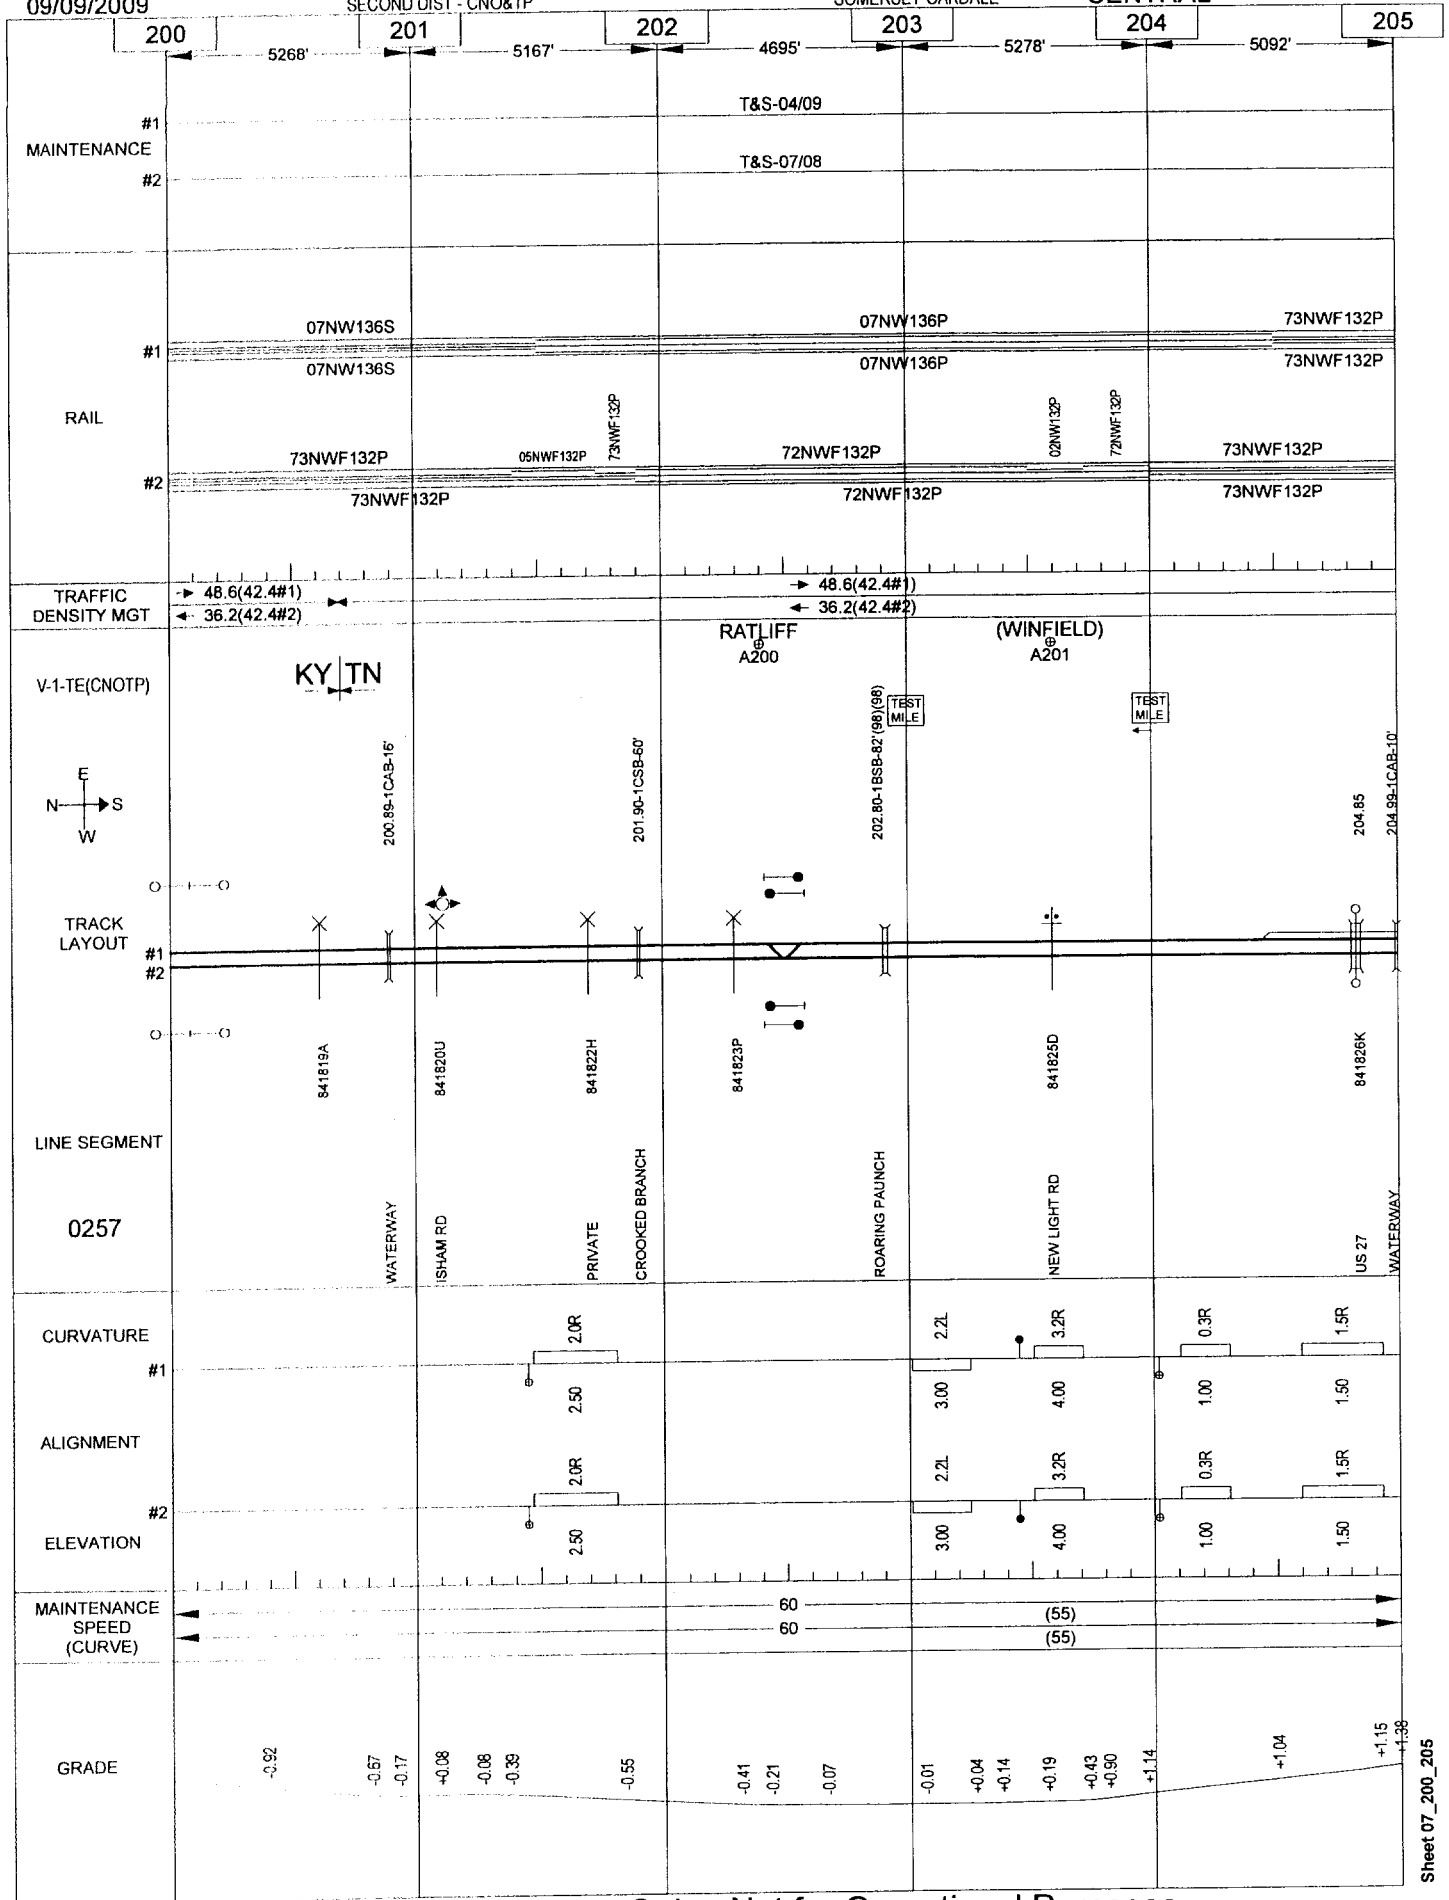 09/09/2009 SECOND DIST - CNO&TP SOMERSET-OAKDALE CENTRAL
200 201 202 203 204 205
5268' 5167' 4695' 5278' 5092'
T&S-04/09
#1
MAINTENANCE
T&S-07/08
#2
07NW136S 07NW136P 73NWF132P
#1
07NW136S 07NW136P 73NWF132P
RAIL
73NWF132P 05NWF132P 73NWF132P 72NWF132P 02NW132P 72NWF132P 73NWF132P
#2
73NWF132P 72NWF132P 73NWF132P
TRAFFIC
DENSITY MGT
48.6(42.4#1) 48.6(42.4#1)
36.2(42.4#2) 36.2(42.4#2)
RATLIFF (WINFIELD)
A200 A201
V-1-TE(CNOTP)
KY TN
TEST
MILE
TEST
MILE
200.89-1CAB-16'
201.90-1CSB-60'
202.80-1BSB-82'(98)(98)
204.85
204.99-1CAB-10'
E
N S
W
TRACK
LAYOUT
#1
#2
841819A
841820U
841822H
841823P
841825D
841826K
LINE SEGMENT
0257
WATERWAY
ISHAM RD
PRIVATE
CROOKED BRANCH
ROARING PAUNCH
NEW LIGHT RD
US 27
WATERWAY
CURVATURE
2.0R 2.2L 3.2R 0.3R 1.5R
#1
2.50 3.00 4.00 1.00 1.50
ALIGNMENT
2.0R 2.2L 3.2R 0.3R 1.5R
#2
ELEVATION
2.50 3.00 4.00 1.00 1.50
MAINTENANCE
SPEED
(CURVE)
60 (55)
60 (55)
GRADE
-0.92 -0.67 -0.17 +0.08 -0.08 -0.39 -0.55 -0.41 -0.21 -0.07 -0.01 +0.04 +0.14 +0.19 +0.43 +0.90 +1.14 +1.04 +1.15 +1.38
Sheet 07_200_205